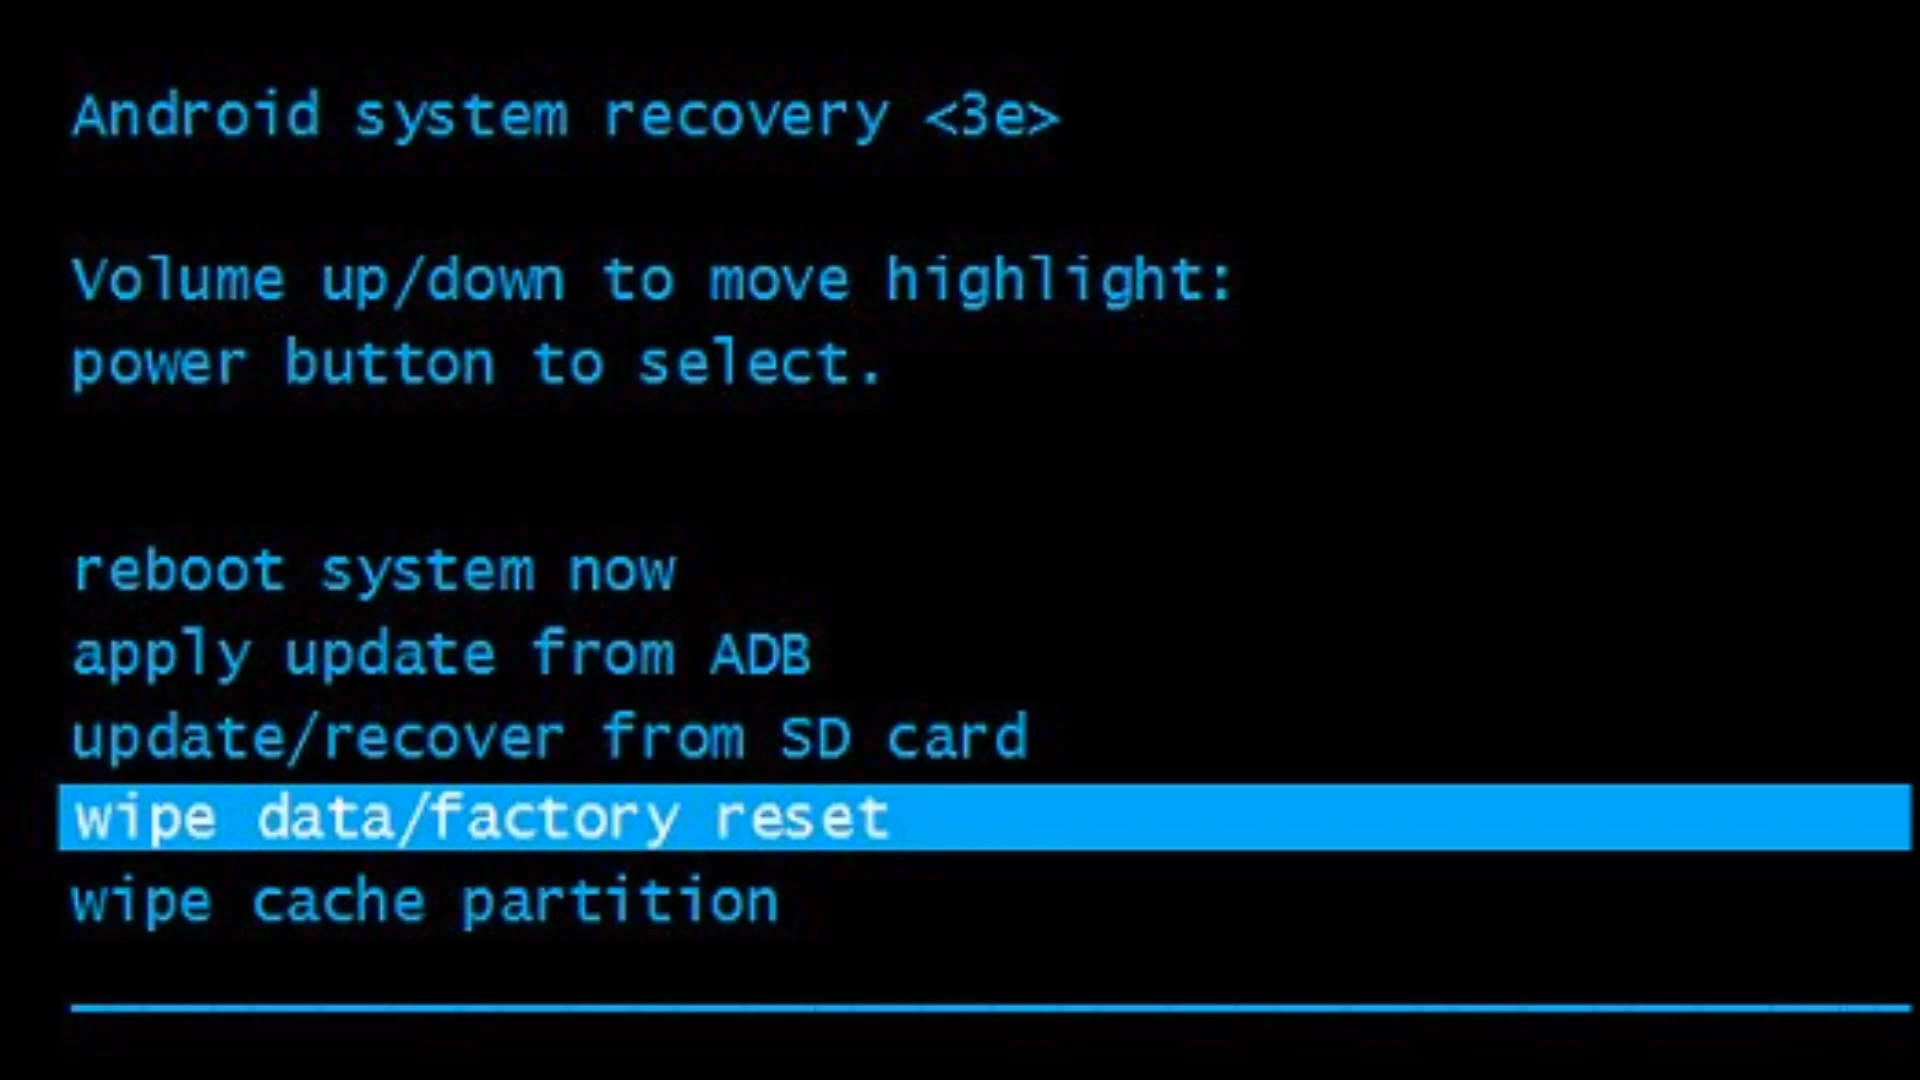 Android system recovery <3e>
Volume up/down to move highlight:
power button to select.
reboot system now
apply update from ADB
update/recover from SD card
wipe data/factory reset
wipe cache partition